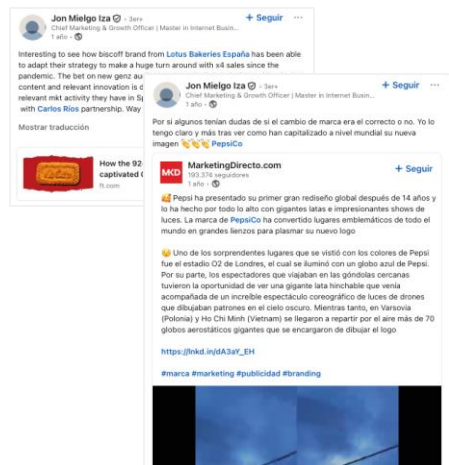 Jon Mielgo Iza · 3er+
Chief Marketing & Growth Officer | Master in Internet Busin...
1 año ·
+ Seguir
Interesting to see how biscoff brand from Lotus Bakeries España has been able
to adapt their strategy to make a huge turn around with x4 sales since the
pandemic. The bet on new genz au
content and relevant innovation is d
relevant mkt activity they have in Sp
with Carlos Ríos partnership. Way
Mostrar traducción
How the 92-
captivated
ft.com
Jon Mielgo Iza · 3er+
Chief Marketing & Growth Officer | Master in Internet Busin...
1 año ·
+ Seguir
Por si algunos tenían dudas de si el cambio de marca era el correcto o no. Yo lo
tengo claro y más tras ver como han capitalizado a nivel mundial su nueva
imagen 👏👏👏 PepsiCo
MKD
MarketingDirecto.com
193.374 seguidores
1 año ·
+ Seguir
🥰 Pepsi ha presentado su primer gran rediseño global después de 14 años y
lo ha hecho por todo lo alto con gigantes latas e impresionantes shows de
luces. La marca de PepsiCo ha convertido lugares emblemáticos de todo el
mundo en grandes lienzos para plasmar su nuevo logo
Uno de los sorprendentes lugares que se vistió con los colores de Pepsi
fue el estadio O2 de Londres, el cual se iluminó con un globo azul de Pepsi.
Por su parte, los espectadores que viajaban en las góndolas cercanas
tuvieron la oportunidad de ver una gigante lata hinchable que venía
acompañada de un increíble espectáculo coreográfico de luces de drones
que dibujaban patrones en el cielo oscuro. Mientras tanto, en Varsovia
(Polonia) y Ho Chi Minh (Vietnam) se llegaron a repartir por el aire más de 70
globos aerostáticos gigantes que se encargaron de dibujar el logo
https://lnkd.in/dA3aY_EH
#marca #marketing #publicidad #branding